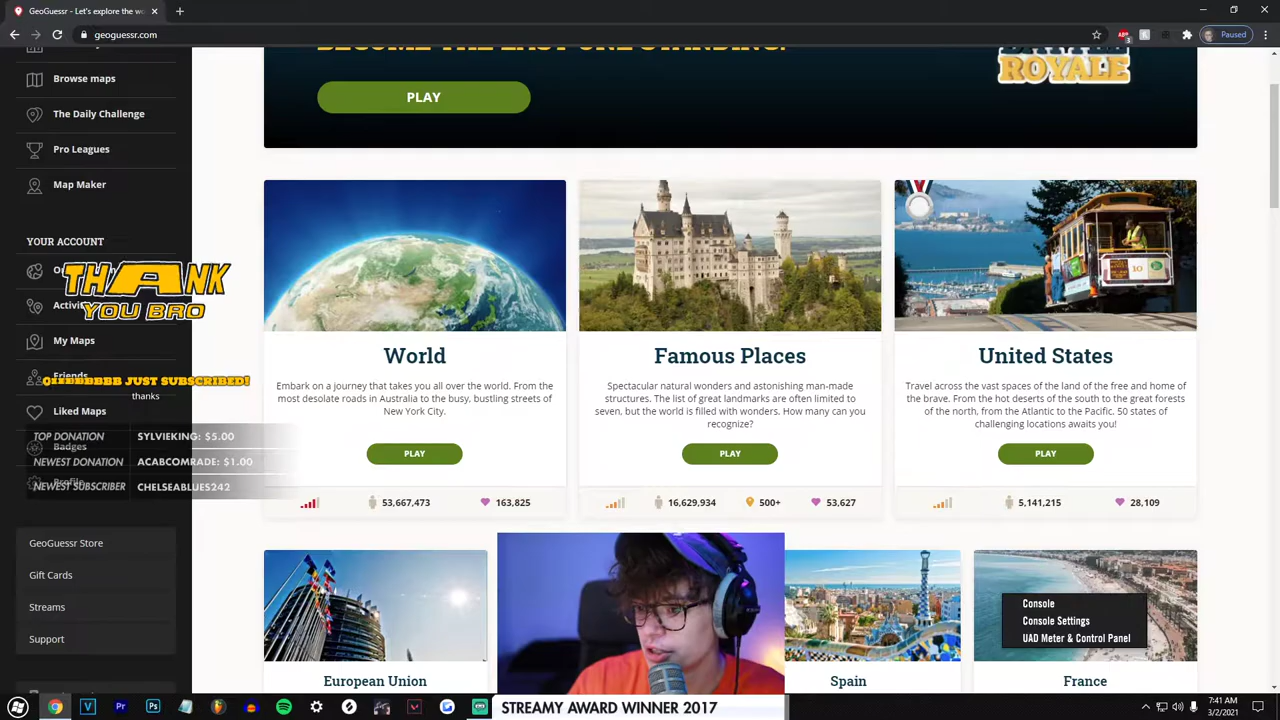 GeoGuessr - Let's explore the wo
geoguessr.com
Paused
BECOME THE LAST ONE STANDING!
ROYALE
PLAY
Browse maps
The Daily Challenge
Pro Leagues
Map Maker
YOUR ACCOUNT
THANK
YOU BRO
My Maps
Friends
JUST SUBSCRIBED!
thanks
Liked Maps
TOP DONATION SYLVIEKING: $5.00
Badges
NEWEST DONATION ACABCOMRADE: $1.00
NEWEST SUBSCRIBER CHELSEABLUES242
GeoGuessr Store
Gift Cards
Streams
Support
World
Embark on a journey that takes you all over the world. From the
most desolate roads in Australia to the busy, bustling streets of
New York City.
PLAY
53,667,473 163,825
Famous Places
Spectacular natural wonders and astonishing man-made
structures. The list of great landmarks are often limited to
seven, but the world is filled with wonders. How many can you
recognize?
PLAY
16,629,934 500+ 53,627
10
United States
Travel across the vast spaces of the land of the free and home of
the brave. From the hot deserts of the south to the great forests
of the north, from the Atlantic to the Pacific. 50 states of
challenging locations awaits you!
PLAY
5,141,215 28,109
European Union
Spain
Console
Console Settings
UAD Meter & Control Panel
France
STREAMY AWARD WINNER 2017
7:41 AM
3/2/2021